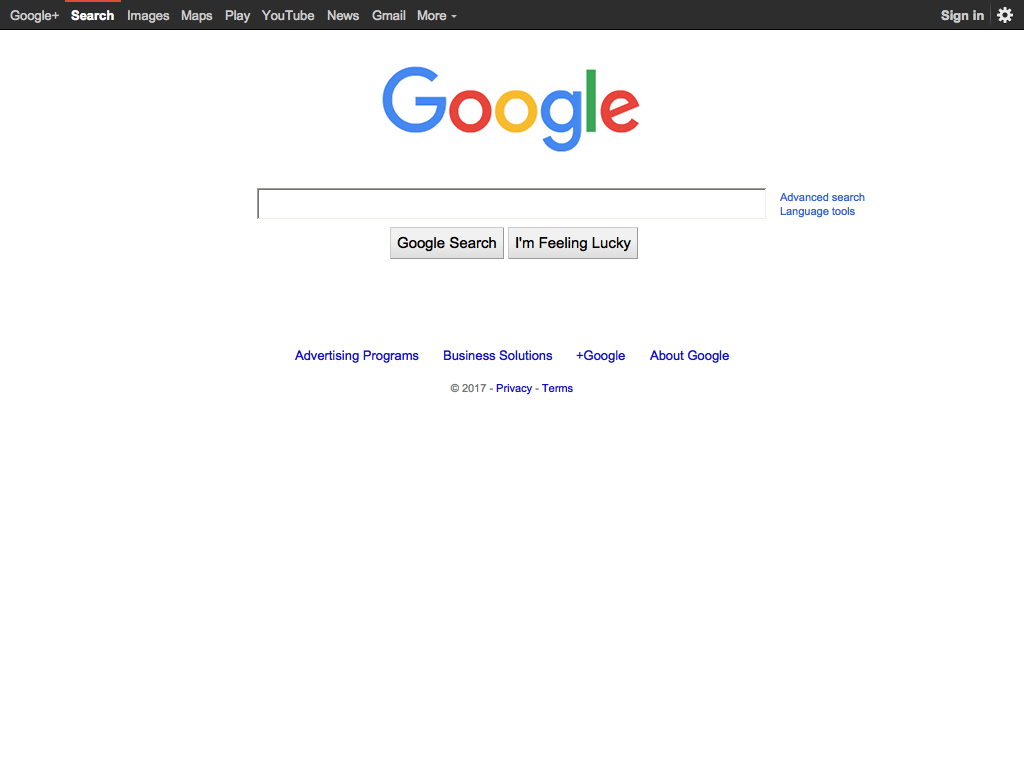 Google+ Search Images Maps Play YouTube News Gmail More Sign in
Google
Advanced search
Language tools
Google Search I'm Feeling Lucky
Advertising Programs Business Solutions +Google About Google
© 2017 - Privacy - Terms